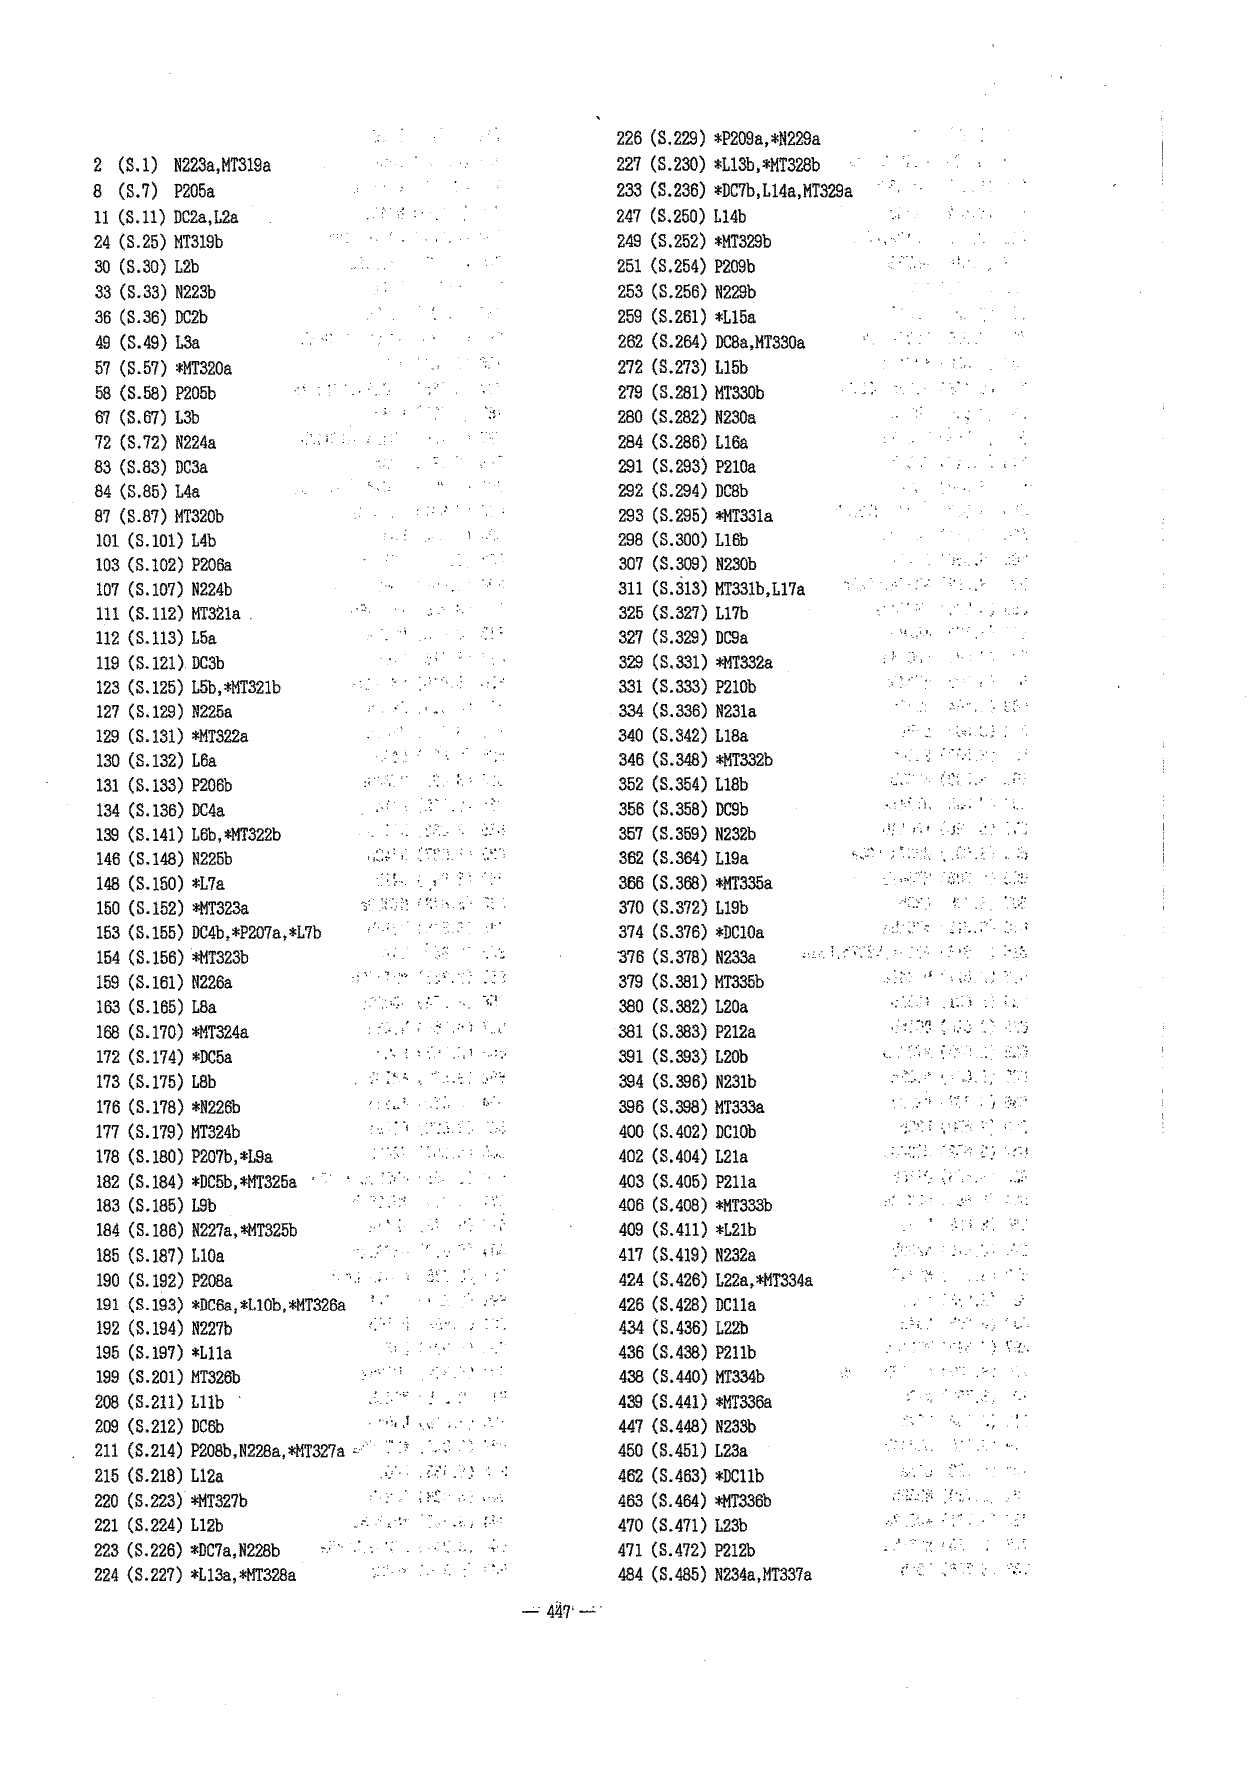 2 (S.1) N223a,MT319a
8 (S.7) P205a
11 (S.11) DC2a,L2a
24 (S.25) MT319b
30 (S.30) L2b
33 (S.33) N223b
36 (S.36) DC2b
49 (S.49) L3a
57 (S.57) *MT320a
58 (S.58) P205b
67 (S.67) L3b
72 (S.72) N224a
83 (S.83) DC3a
84 (S.85) L4a
87 (S.87) MT320b
101 (S.101) L4b
103 (S.102) P206a
107 (S.107) N224b
111 (S.112) MT321a
112 (S.113) L5a
119 (S.121) DC3b
123 (S.125) L5b,*MT321b
127 (S.129) N225a
129 (S.131) *MT322a
130 (S.132) L6a
131 (S.133) P206b
134 (S.136) DC4a
139 (S.141) L6b,*MT322b
146 (S.148) N225b
148 (S.150) *L7a
150 (S.152) *MT323a
153 (S.155) DC4b,*P207a,*L7b
154 (S.156) *MT323b
159 (S.161) N226a
163 (S.165) L8a
168 (S.170) *MT324a
172 (S.174) *DC5a
173 (S.175) L8b
176 (S.178) *N226b
177 (S.179) MT324b
178 (S.180) P207b,*L9a
182 (S.184) *DC5b,*MT325a
183 (S.185) L9b
184 (S.186) N227a,*MT325b
185 (S.187) L10a
190 (S.192) P208a
191 (S.193) *DC6a,*L10b,*MT326a
192 (S.194) N227b
195 (S.197) *L11a
199 (S.201) MT326b
208 (S.211) L11b
209 (S.212) DC6b
211 (S.214) P208b,N228a,*MT327a
215 (S.218) L12a
220 (S.223) *MT327b
221 (S.224) L12b
223 (S.226) *DC7a,N228b
224 (S.227) *L13a,*MT328a
226 (S.229) *P209a,*N229a
227 (S.230) *L13b,*MT328b
233 (S.236) *DC7b,L14a,MT329a
247 (S.250) L14b
249 (S.252) *MT329b
251 (S.254) P209b
253 (S.256) N229b
259 (S.261) *L15a
262 (S.264) DC8a,MT330a
272 (S.273) L15b
279 (S.281) MT330b
280 (S.282) N230a
284 (S.286) L16a
291 (S.293) P210a
292 (S.294) DC8b
293 (S.295) *MT331a
298 (S.300) L16b
307 (S.309) N230b
311 (S.313) MT331b,L17a
325 (S.327) L17b
327 (S.329) DC9a
329 (S.331) *MT332a
331 (S.333) P210b
334 (S.336) N231a
340 (S.342) L18a
346 (S.348) *MT332b
352 (S.354) L18b
356 (S.358) DC9b
357 (S.359) N232b
362 (S.364) L19a
366 (S.368) *MT335a
370 (S.372) L19b
374 (S.376) *DC10a
376 (S.378) N233a
379 (S.381) MT335b
380 (S.382) L20a
381 (S.383) P212a
391 (S.393) L20b
394 (S.396) N231b
396 (S.398) MT333a
400 (S.402) DC10b
402 (S.404) L21a
403 (S.405) P211a
406 (S.408) *MT333b
409 (S.411) *L21b
417 (S.419) N232a
424 (S.426) L22a,*MT334a
426 (S.428) DC11a
434 (S.436) L22b
436 (S.438) P211b
438 (S.440) MT334b
439 (S.441) *MT336a
447 (S.448) N233b
450 (S.451) L23a
462 (S.463) *DC11b
463 (S.464) *MT336b
470 (S.471) L23b
471 (S.472) P212b
484 (S.485) N234a,MT337a
— 447 —